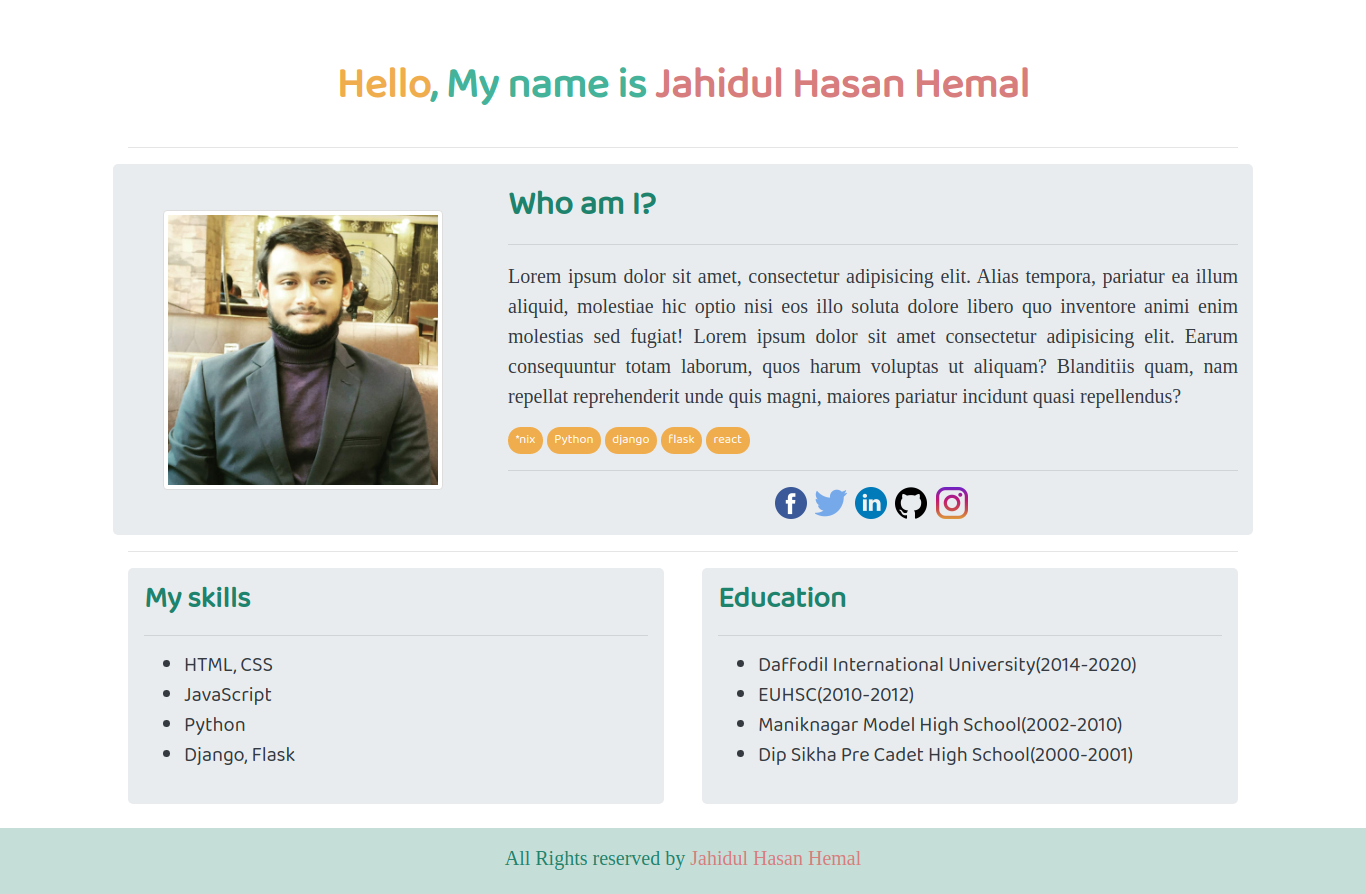 Hello, My name is Jahidul Hasan Hemal
Who am I?
Lorem ipsum dolor sit amet, consectetur adipisicing elit. Alias tempora, pariatur ea illum
aliquid, molestiae hic optio nisi eos illo soluta dolore libero quo inventore animi enim
molestias sed fugiat! Lorem ipsum dolor sit amet consectetur adipisicing elit. Earum
consequuntur totam laborum, quos harum voluptas ut aliquam? Blanditiis quam, nam
repellat reprehenderit unde quis magni, maiores pariatur incidunt quasi repellendus?
*nix Python django flask react
My skills
HTML, CSS
JavaScript
Python
Django, Flask
Education
Daffodil International University(2014-2020)
EUHSC(2010-2012)
Maniknagar Model High School(2002-2010)
Dip Sikha Pre Cadet High School(2000-2001)
All Rights reserved by Jahidul Hasan Hemal